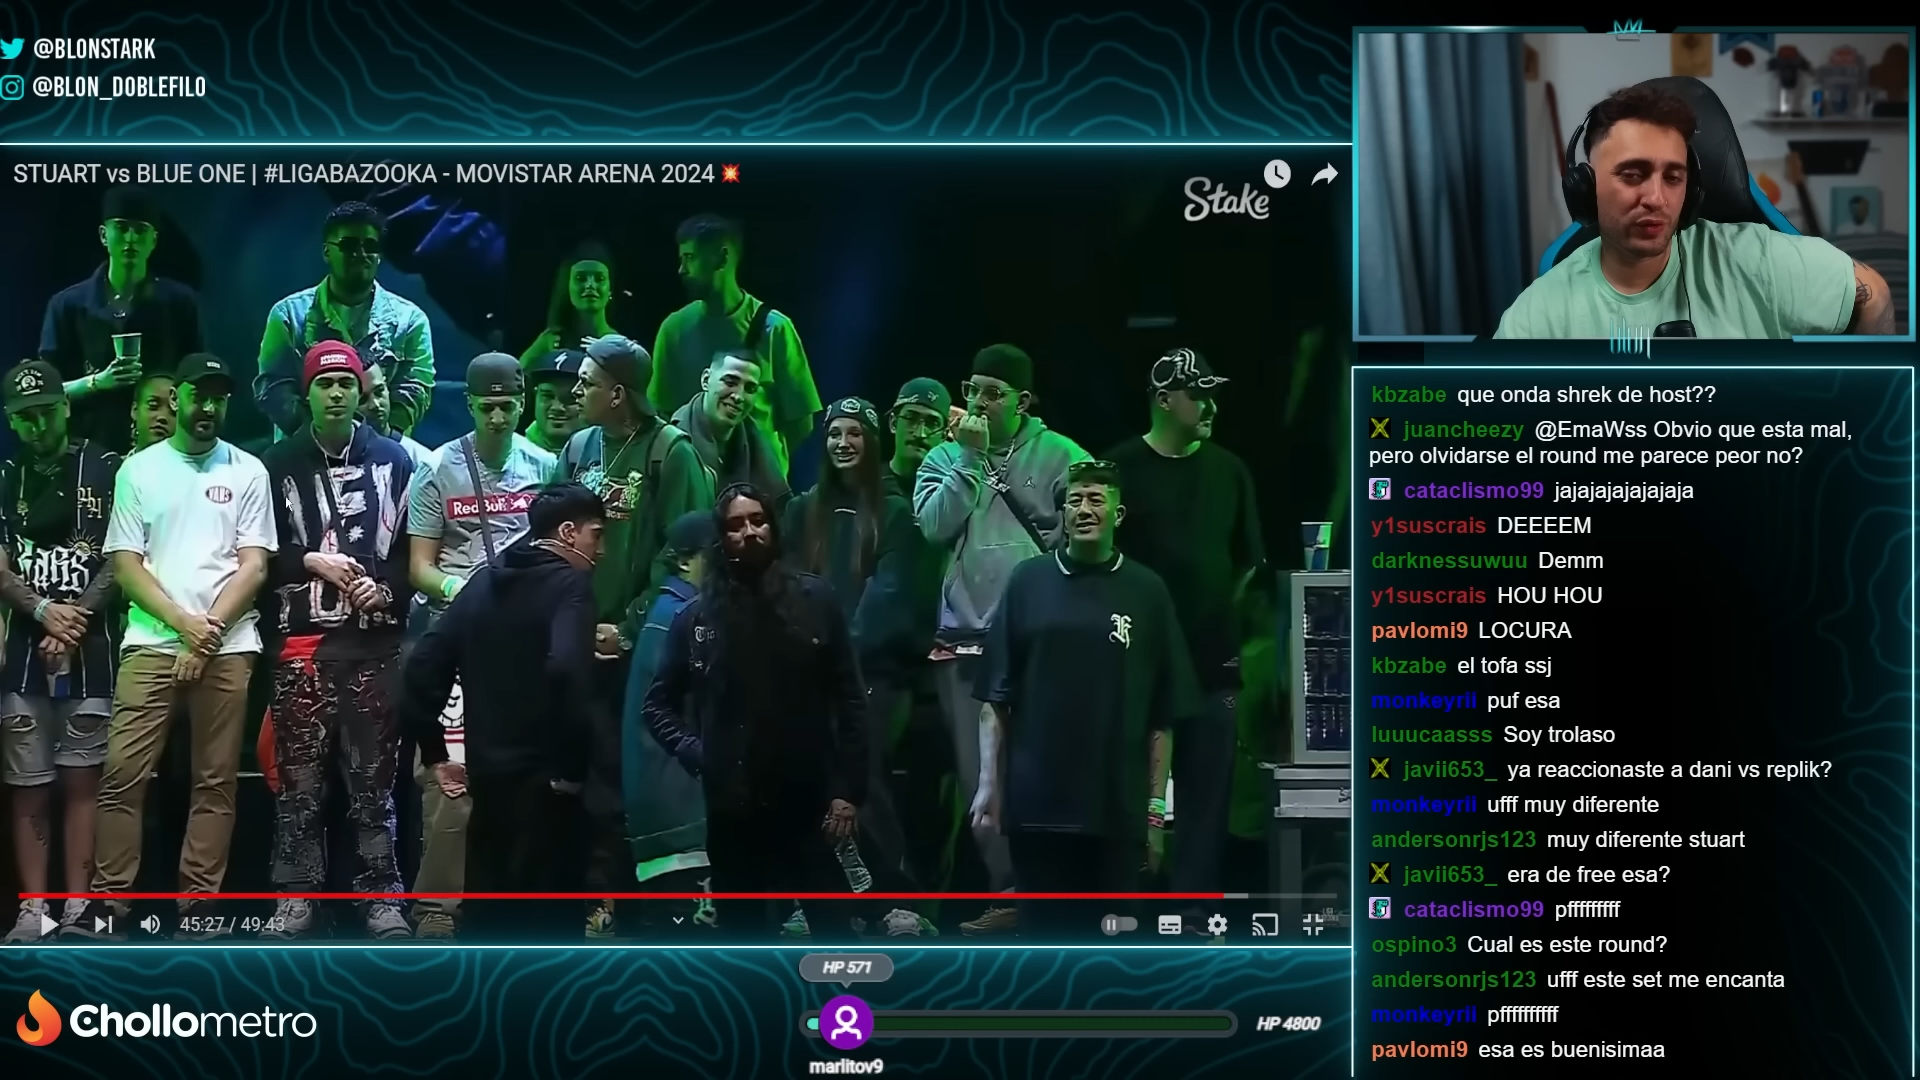 @BLONSTARK
@BLON_DOBLEFILO
STUART vs BLUE ONE | #LIGABAZOOKA - MOVISTAR ARENA 2024
Stake
VANS
Red Bull
45:27 / 49:43
Chollometro
HP 571
HP 4800
marlitov9
kbzabe que onda shrek de host??
juancheezy @EmaWss Obvio que esta mal,
pero olvidarse el round me parece peor no?
cataclismo99 jajajajajajajaja
y1suscrais DEEEEM
darknessuwuu Demm
y1suscrais HOU HOU
pavlomi9 LOCURA
kbzabe el tofa ssj
monkeyrii puf esa
luuucaasss Soy trolaso
javii653_ ya reaccionaste a dani vs replik?
monkeyrii ufff muy diferente
andersonrjs123 muy diferente stuart
javii653_ era de free esa?
cataclismo99 pfffffffff
ospino3 Cual es este round?
andersonrjs123 ufff este set me encanta
monkeyrii pffffffffff
pavlomi9 esa es buenisimaa